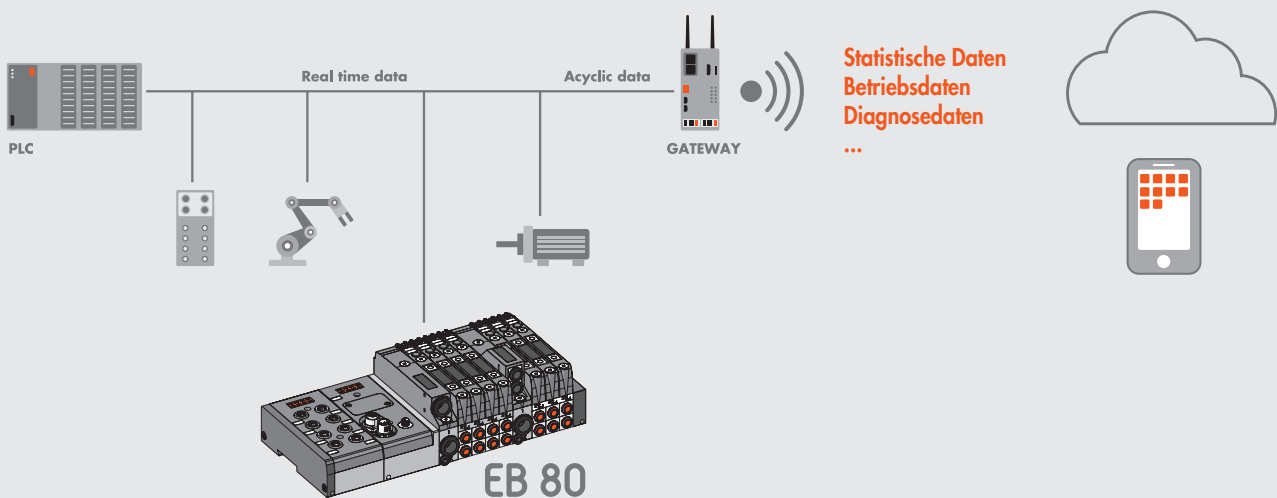 Real time data
Acyclic data
Statistische Daten
Betriebsdaten
Diagnosedaten
...
PLC
GATEWAY
EB 80